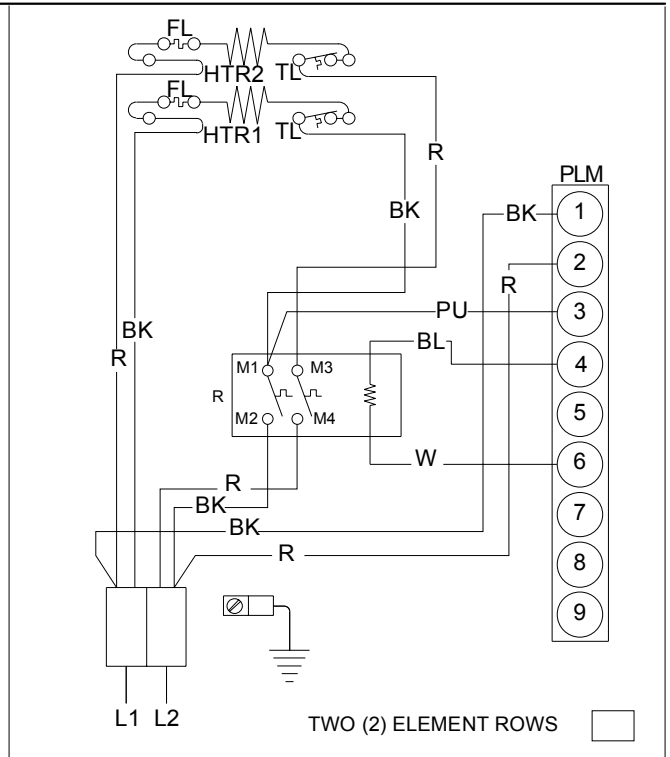 FL
HTR2 TL
FL
HTR1 TL
R
PLM
BK
BK
1
2
R
PU
3
BK
R
BL
4
M1 M3
R
M2 M4
5
W
6
R
BK
7
BK
R
8
9
L1 L2
TWO (2) ELEMENT ROWS